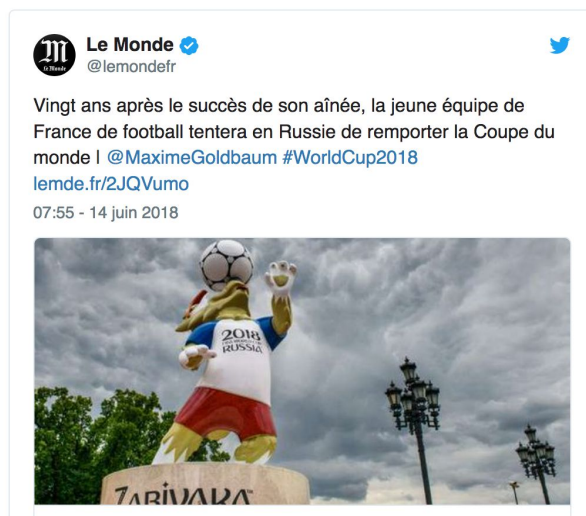 Le Monde
@lemondefr
Vingt ans après le succès de son aînée, la jeune équipe de
France de football tentera en Russie de remporter la Coupe du
monde | @MaximeGoldbaum #WorldCup2018
lemde.fr/2JQVumo
07:55 - 14 juin 2018
2018
RUSSIA
ZABIVAKA